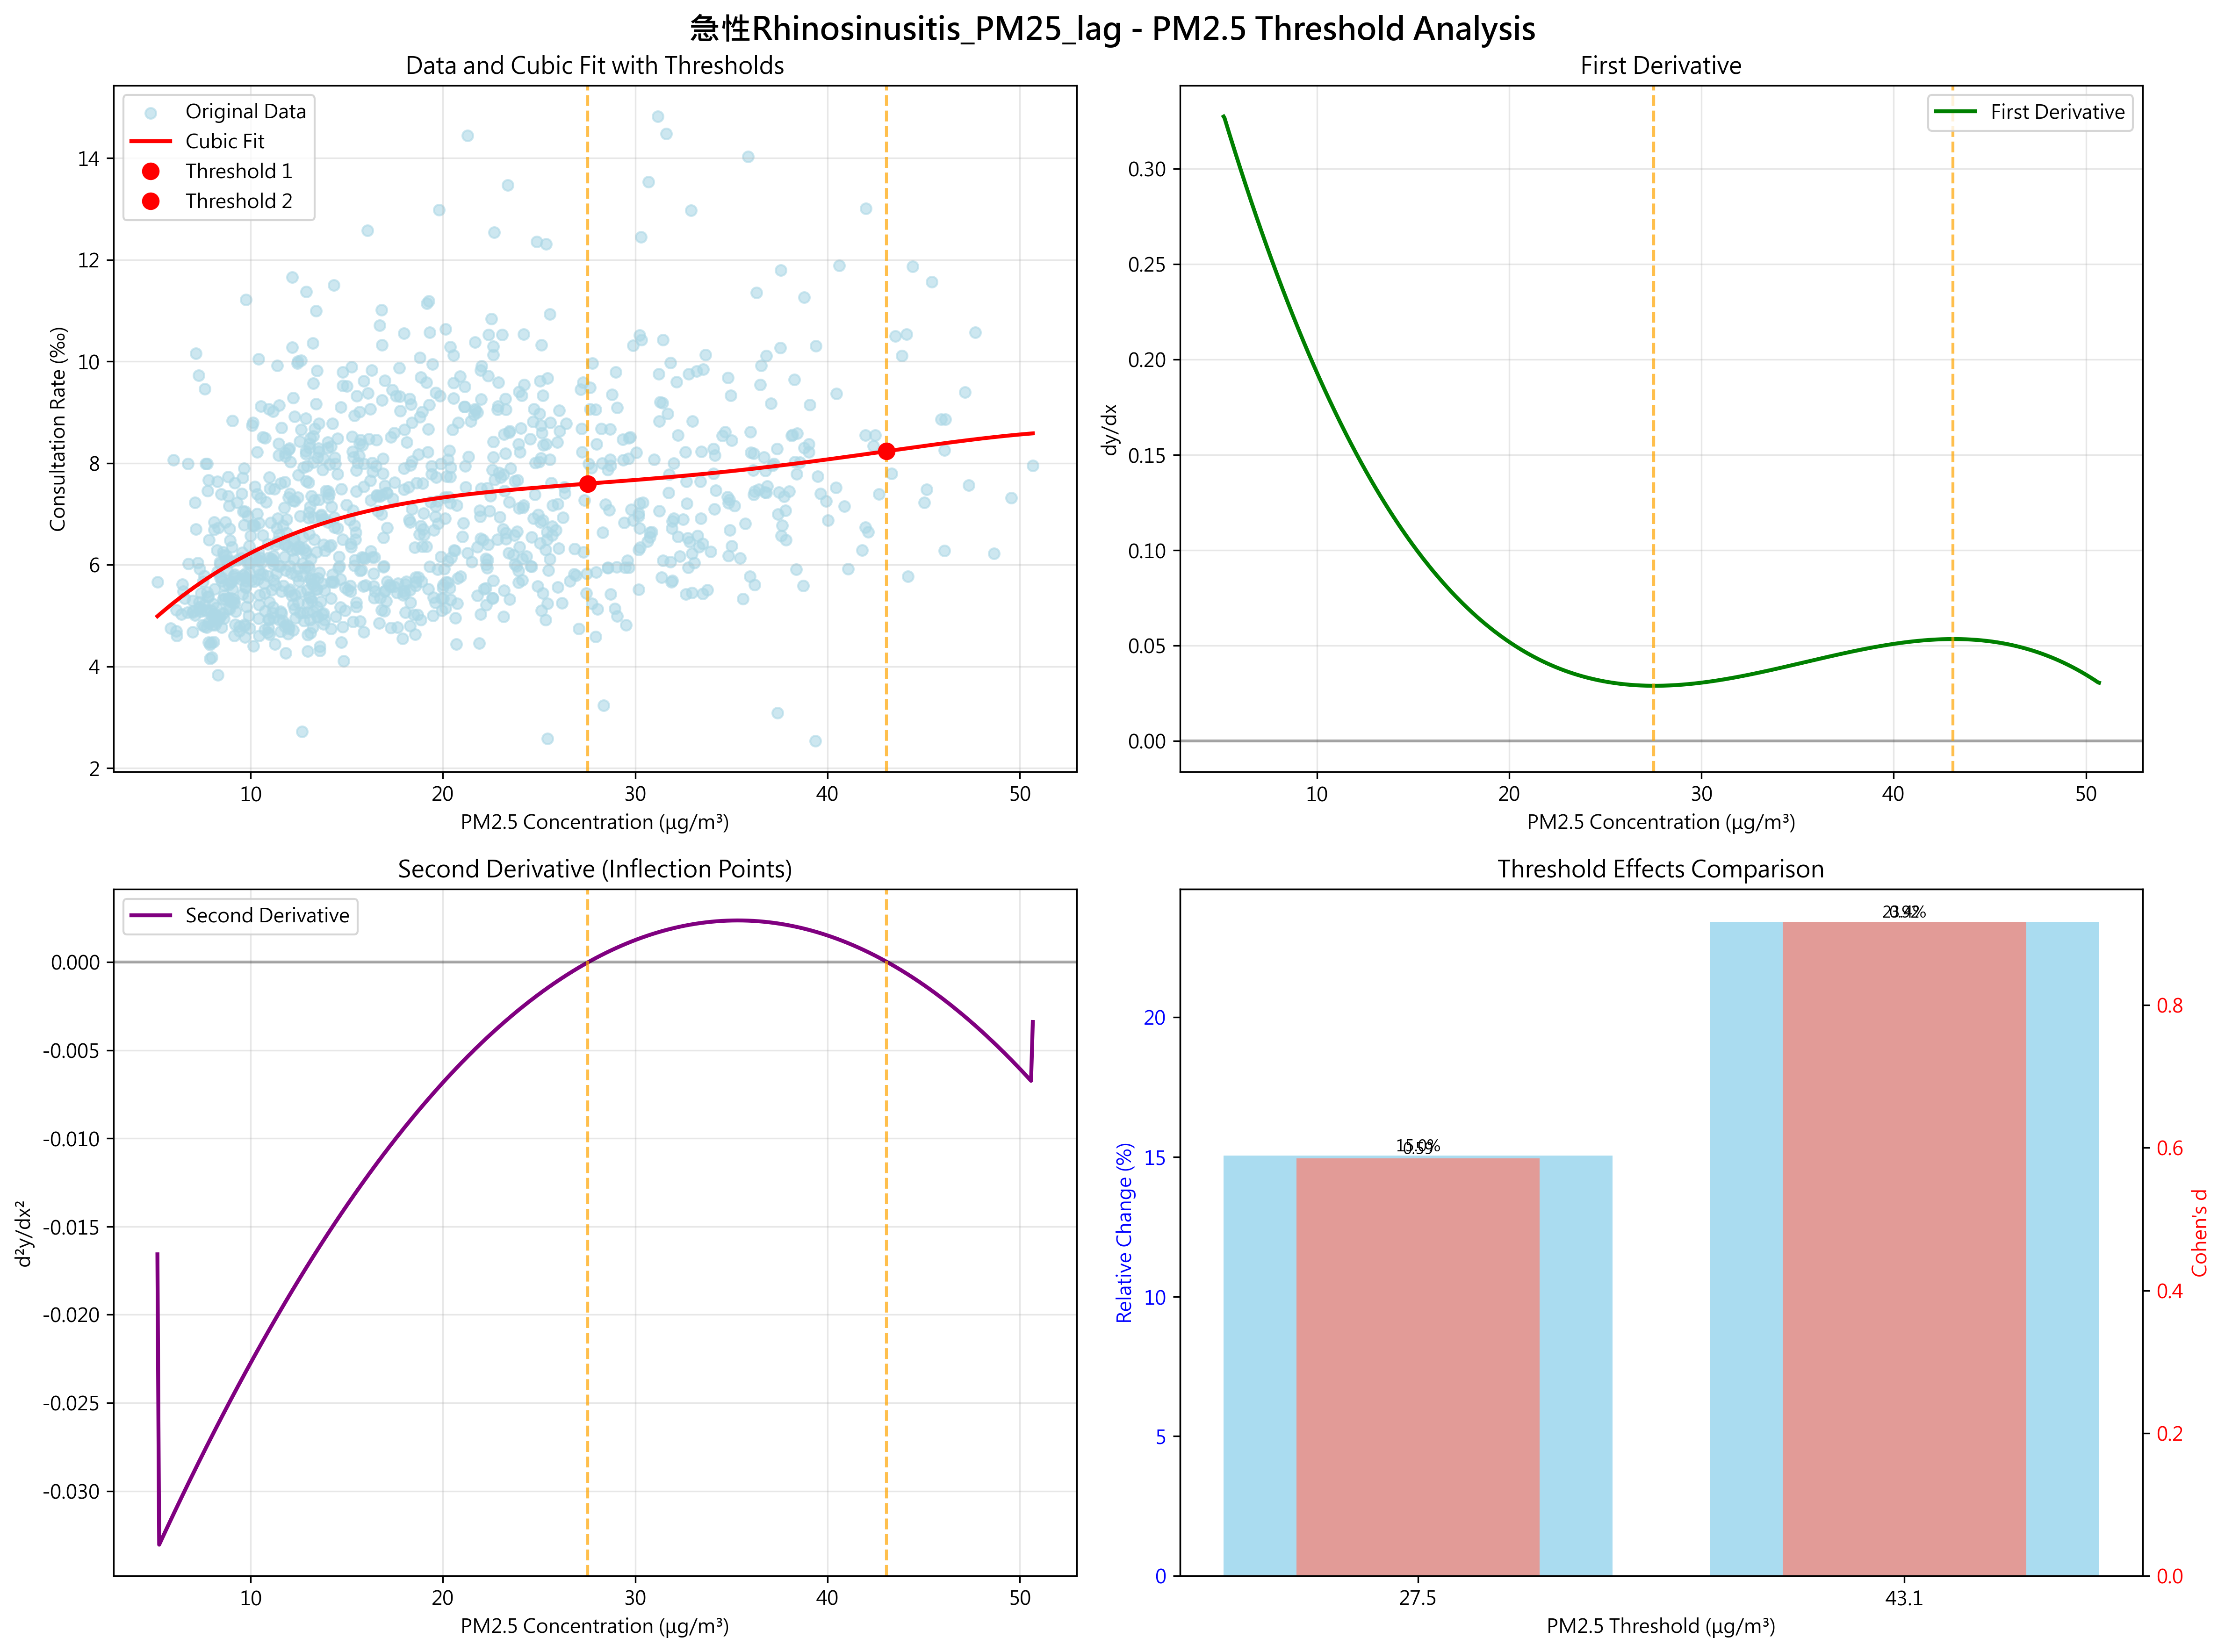 急性Rhinosinusitis_PM25_lag - PM2.5 Threshold Analysis
Data and Cubic Fit with Thresholds
Original Data
Cubic Fit
Threshold 1
Threshold 2
Consultation Rate (‰)
14
12
10
8
6
4
2
10 20 30 40 50
PM2.5 Concentration (μg/m³)
First Derivative
First Derivative
dy/dx
0.30
0.25
0.20
0.15
0.10
0.05
0.00
10 20 30 40 50
PM2.5 Concentration (μg/m³)
Second Derivative (Inflection Points)
Second Derivative
d²y/dx²
0.000
-0.005
-0.010
-0.015
-0.020
-0.025
-0.030
10 20 30 40 50
PM2.5 Concentration (μg/m³)
Threshold Effects Comparison
Relative Change (%)
20
15
10
5
0
15.0%
0.59
23.4%
0.92
27.5 43.1
PM2.5 Threshold (μg/m³)
0.8
0.6
0.4
0.2
0.0
Cohen's d